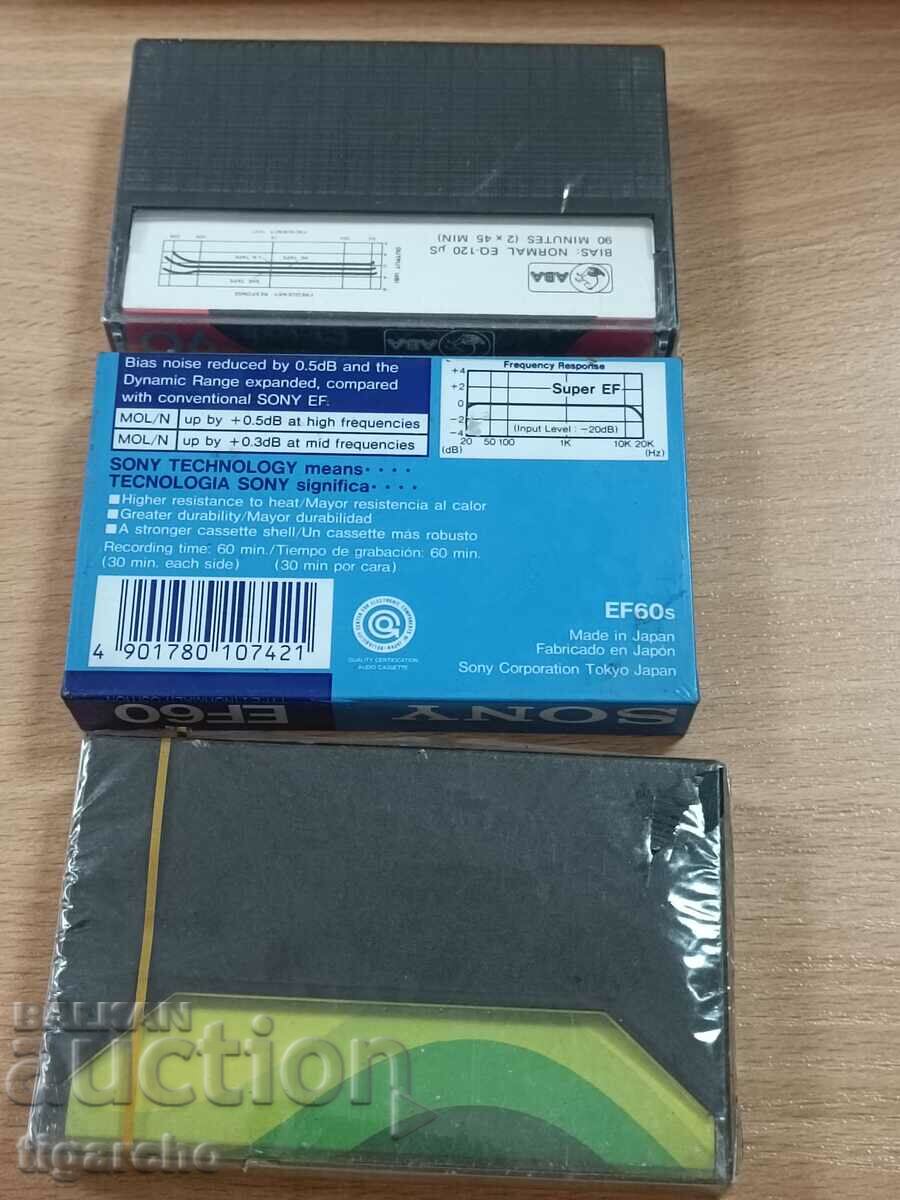 ABA
BIAS: NORMAL EQ-120 µS
90 MINUTES (2 x 45 MIN)
FREQUENCY RESPONSE
OUTPUT (dB)
ABA
90
Bias noise reduced by 0.5dB and the
Dynamic Range expanded, compared
with conventional SONY EF.
MOL/N up by +0.5dB at high frequencies
MOL/N up by +0.3dB at mid frequencies
Frequency Response
Super EF
(Input Level : -20dB)
+4
+2
0
-2
-4
20 50 100 1K 10K 20K
(dB) (Hz)
SONY TECHNOLOGY means· · · ·
TECNOLOGIA SONY significa· · · ·
■Higher resistance to heat/Mayor resistencia al calor
■Greater durability/Mayor durabilidad
■A stronger cassette shell/Un cassette más robusto
Recording time: 60 min./Tiempo de grabación: 60 min.
(30 min. each side) (30 min por cara)
4 901780 107421
QUALITY CERTIFICATION
AUDIO CASSETTE
EF60s
Made in Japan
Fabricado en Japón
Sony Corporation Tokyo Japan
EF60
SONY
BALKAN
auction
tigarcho